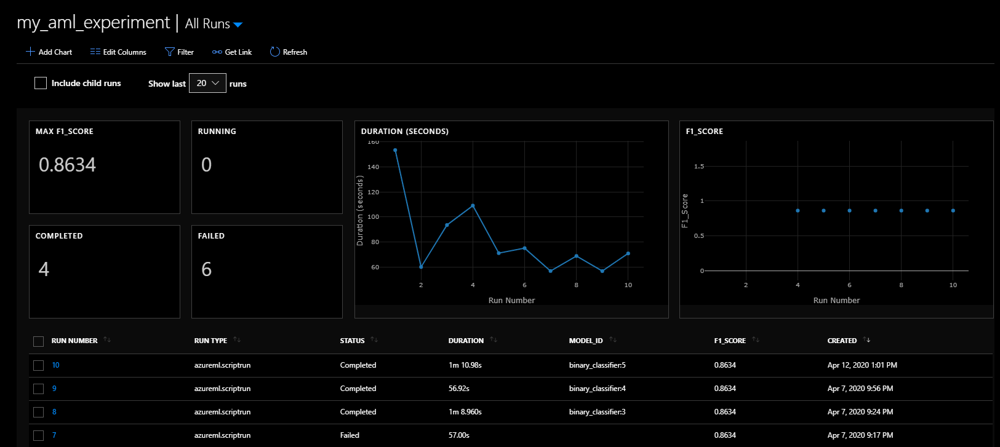 my_aml_experiment | All Runs
Add Chart Edit Columns Filter Get Link Refresh
Include child runs Show last 20 runs
MAX F1_SCORE
0.8634
RUNNING
0
COMPLETED
4
FAILED
6
DURATION (SECONDS)
Duration (seconds)
160
140
120
100
80
60
2 4 6 8 10
Run Number
F1_SCORE
F1_Score
1.5
1
0.5
0
2 4 6 8 10
Run Number
RUN NUMBER RUN TYPE STATUS DURATION MODEL_ID F1_SCORE CREATED
10 azureml.scriptrun Completed 1m 10.98s binary_classifier:5 0.8634 Apr 12, 2020 1:01 PM
9 azureml.scriptrun Completed 56.92s binary_classifier:4 0.8634 Apr 7, 2020 9:56 PM
8 azureml.scriptrun Completed 1m 8.960s binary_classifier:3 0.8634 Apr 7, 2020 9:24 PM
7 azureml.scriptrun Failed 57.00s 0.8634 Apr 7, 2020 9:17 PM